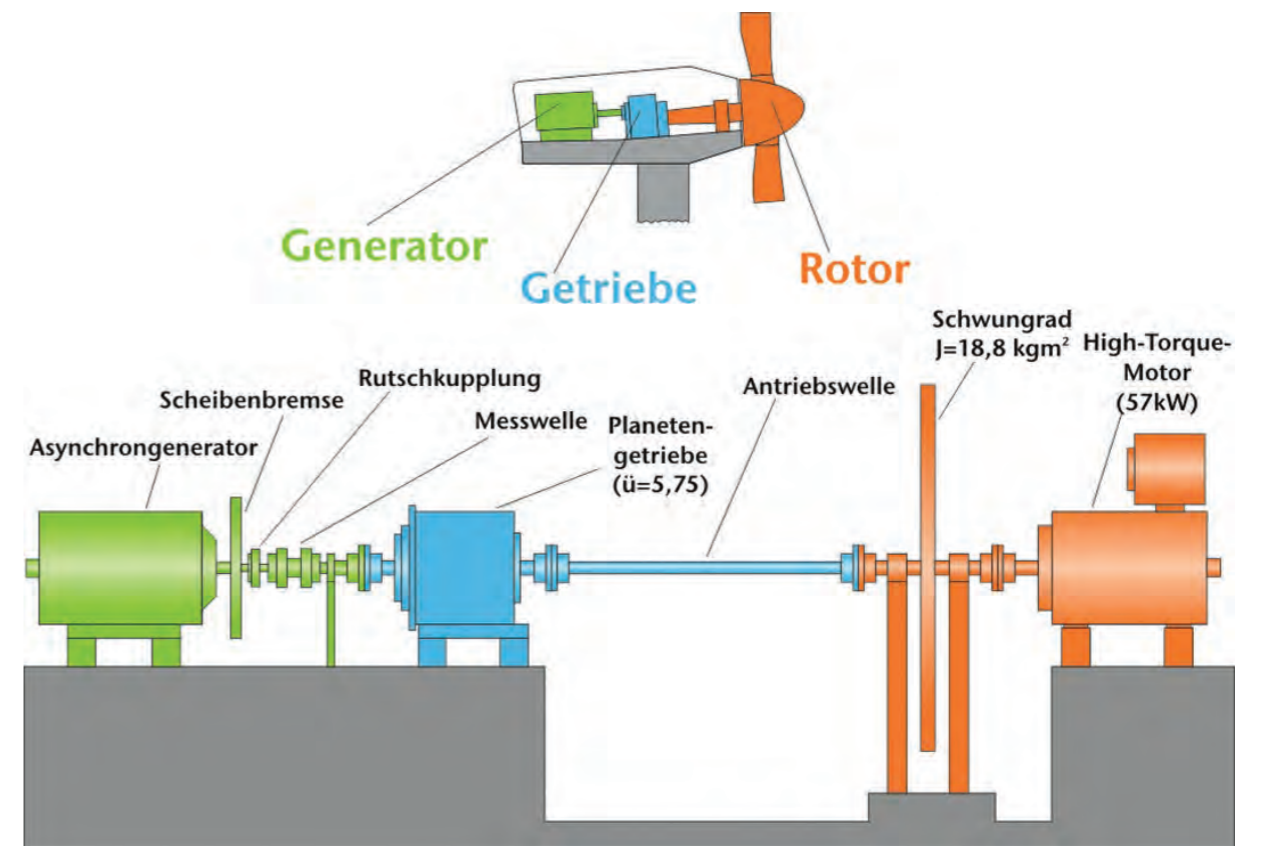 Generator
Getriebe
Rotor
Schwungrad
J=18,8 kgm²
High-Torque-
Motor
(57kW)
Rutschkupplung
Scheibenbremse
Antriebswelle
Messwelle
Planeten-
getriebe
(ü=5,75)
Asynchrongenerator